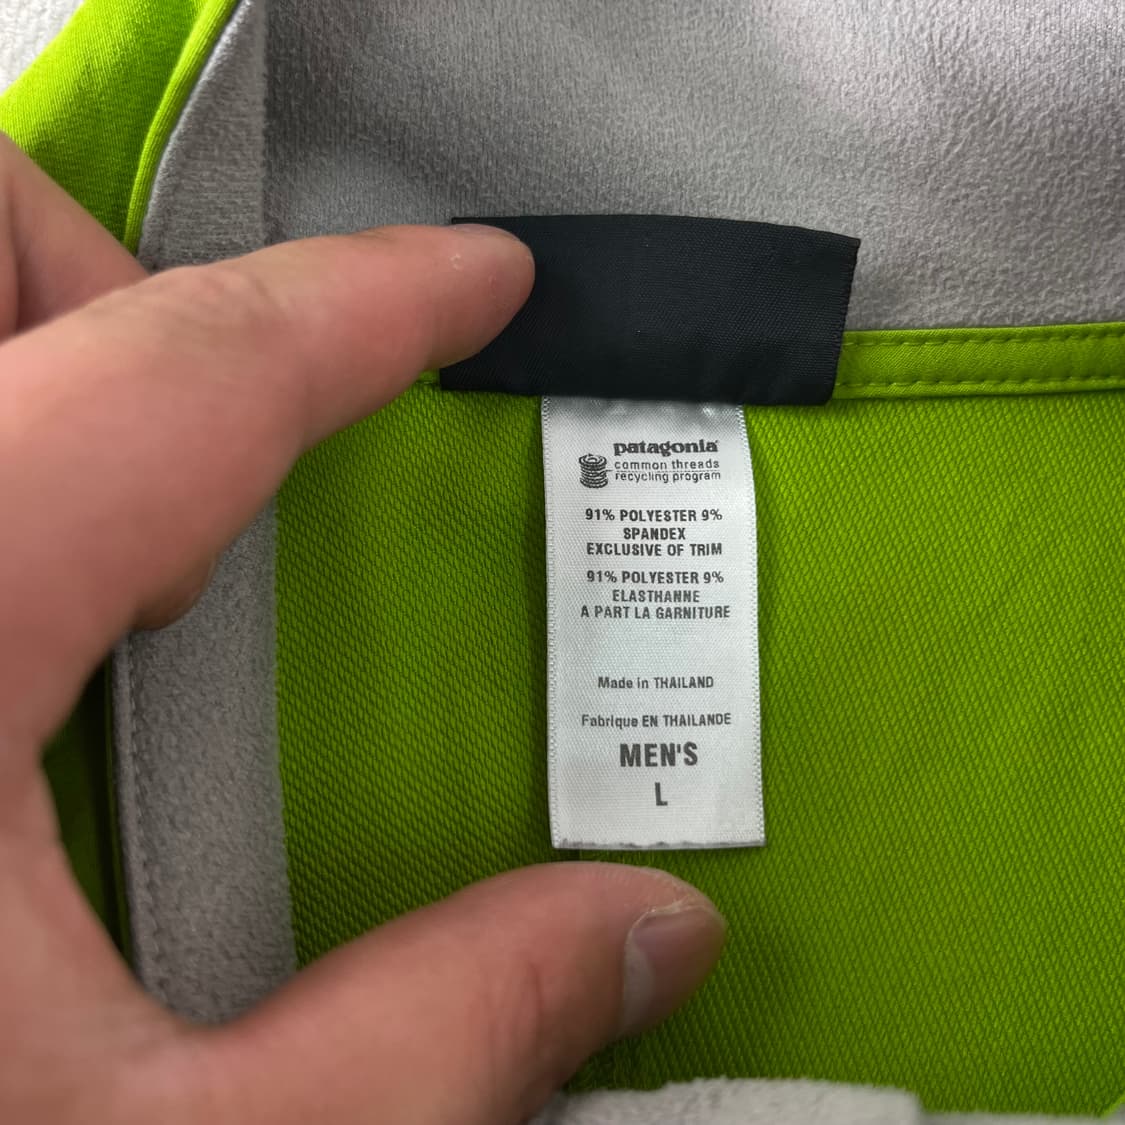 patagonia
common threads
recycling program
91% POLYESTER 9%
SPANDEX
EXCLUSIVE OF TRIM
91% POLYESTER 9%
ELASTHANNE
A PART LA GARNITURE
Made in THAILAND
Fabrique EN THAILANDE
MEN'S
L